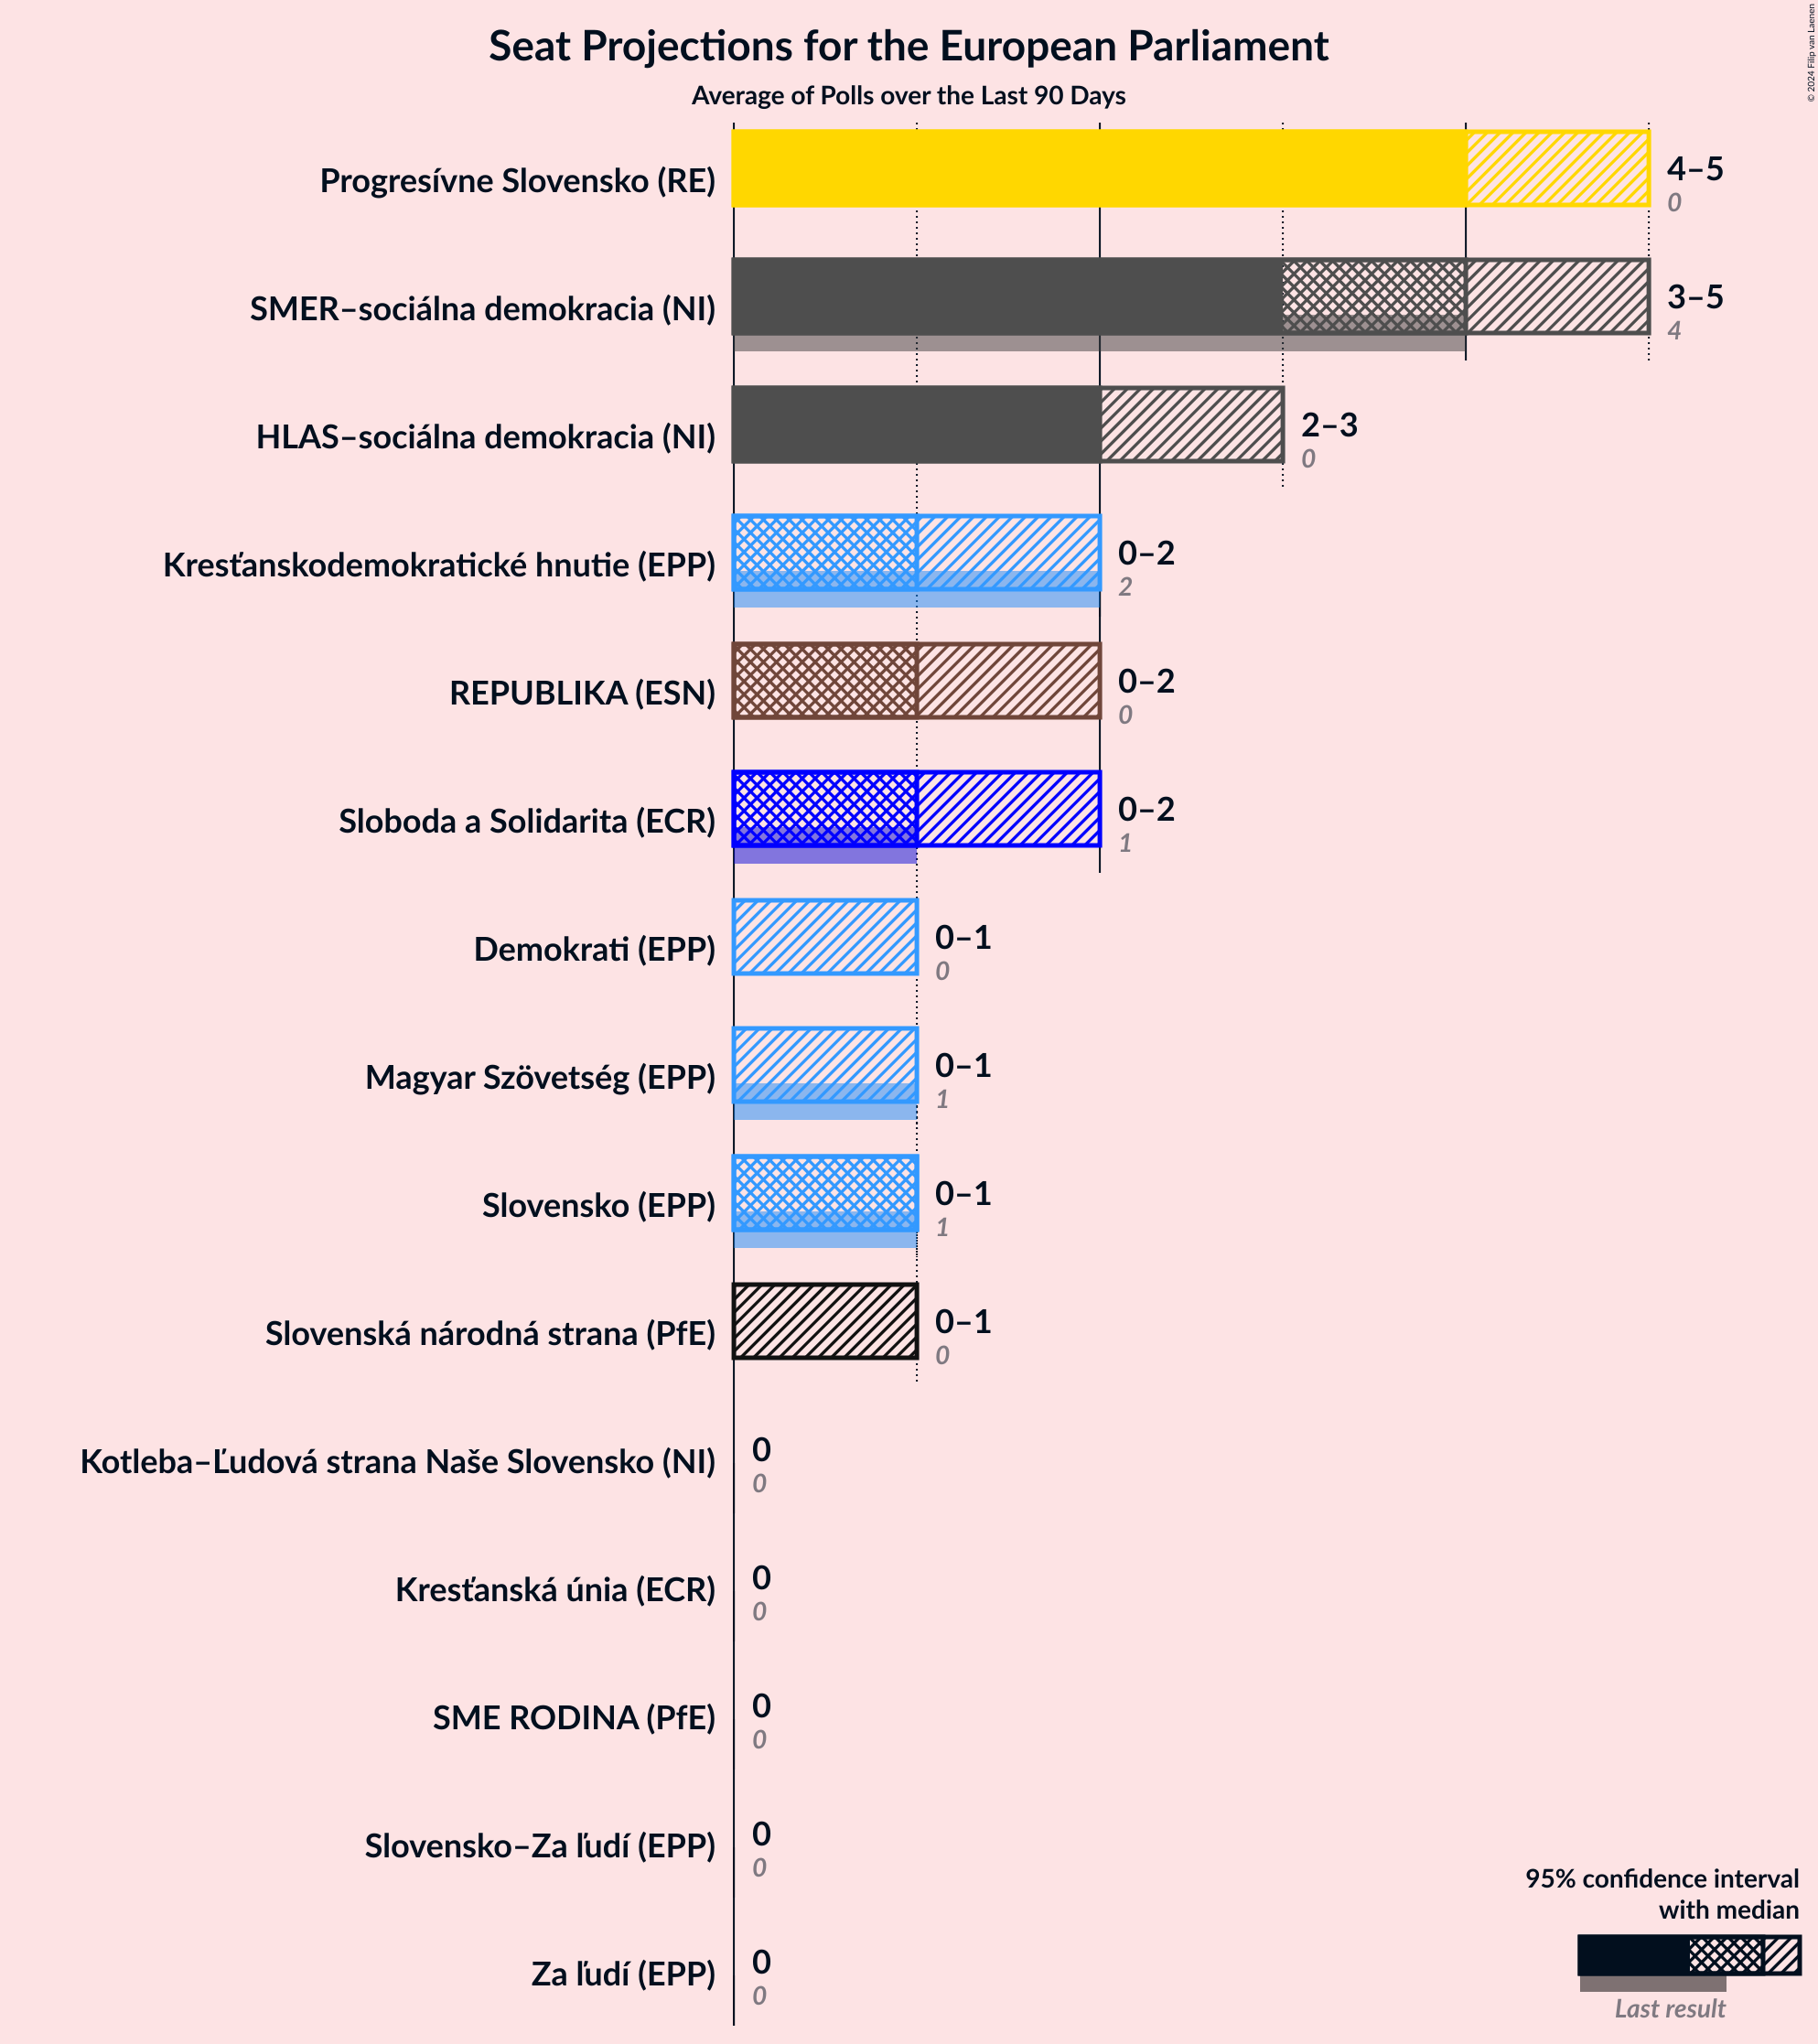 Seat Projections for the European Parliament
Average of Polls over the Last 90 Days
© 2024 Filip van Laenen
Progresívne Slovensko (RE)
4–5
0
SMER–sociálna demokracia (NI)
3–5
4
HLAS–sociálna demokracia (NI)
2–3
0
Kresťanskodemokratické hnutie (EPP)
0–2
2
REPUBLIKA (ESN)
0–2
0
Sloboda a Solidarita (ECR)
0–2
1
Demokrati (EPP)
0–1
0
Magyar Szövetség (EPP)
0–1
1
Slovensko (EPP)
0–1
1
Slovenská národná strana (PfE)
0–1
0
Kotleba–Ľudová strana Naše Slovensko (NI)
0
0
Kresťanská únia (ECR)
0
0
SME RODINA (PfE)
0
0
Slovensko–Za ľudí (EPP)
0
0
Za ľudí (EPP)
0
0
95% confidence interval
with median
Last result